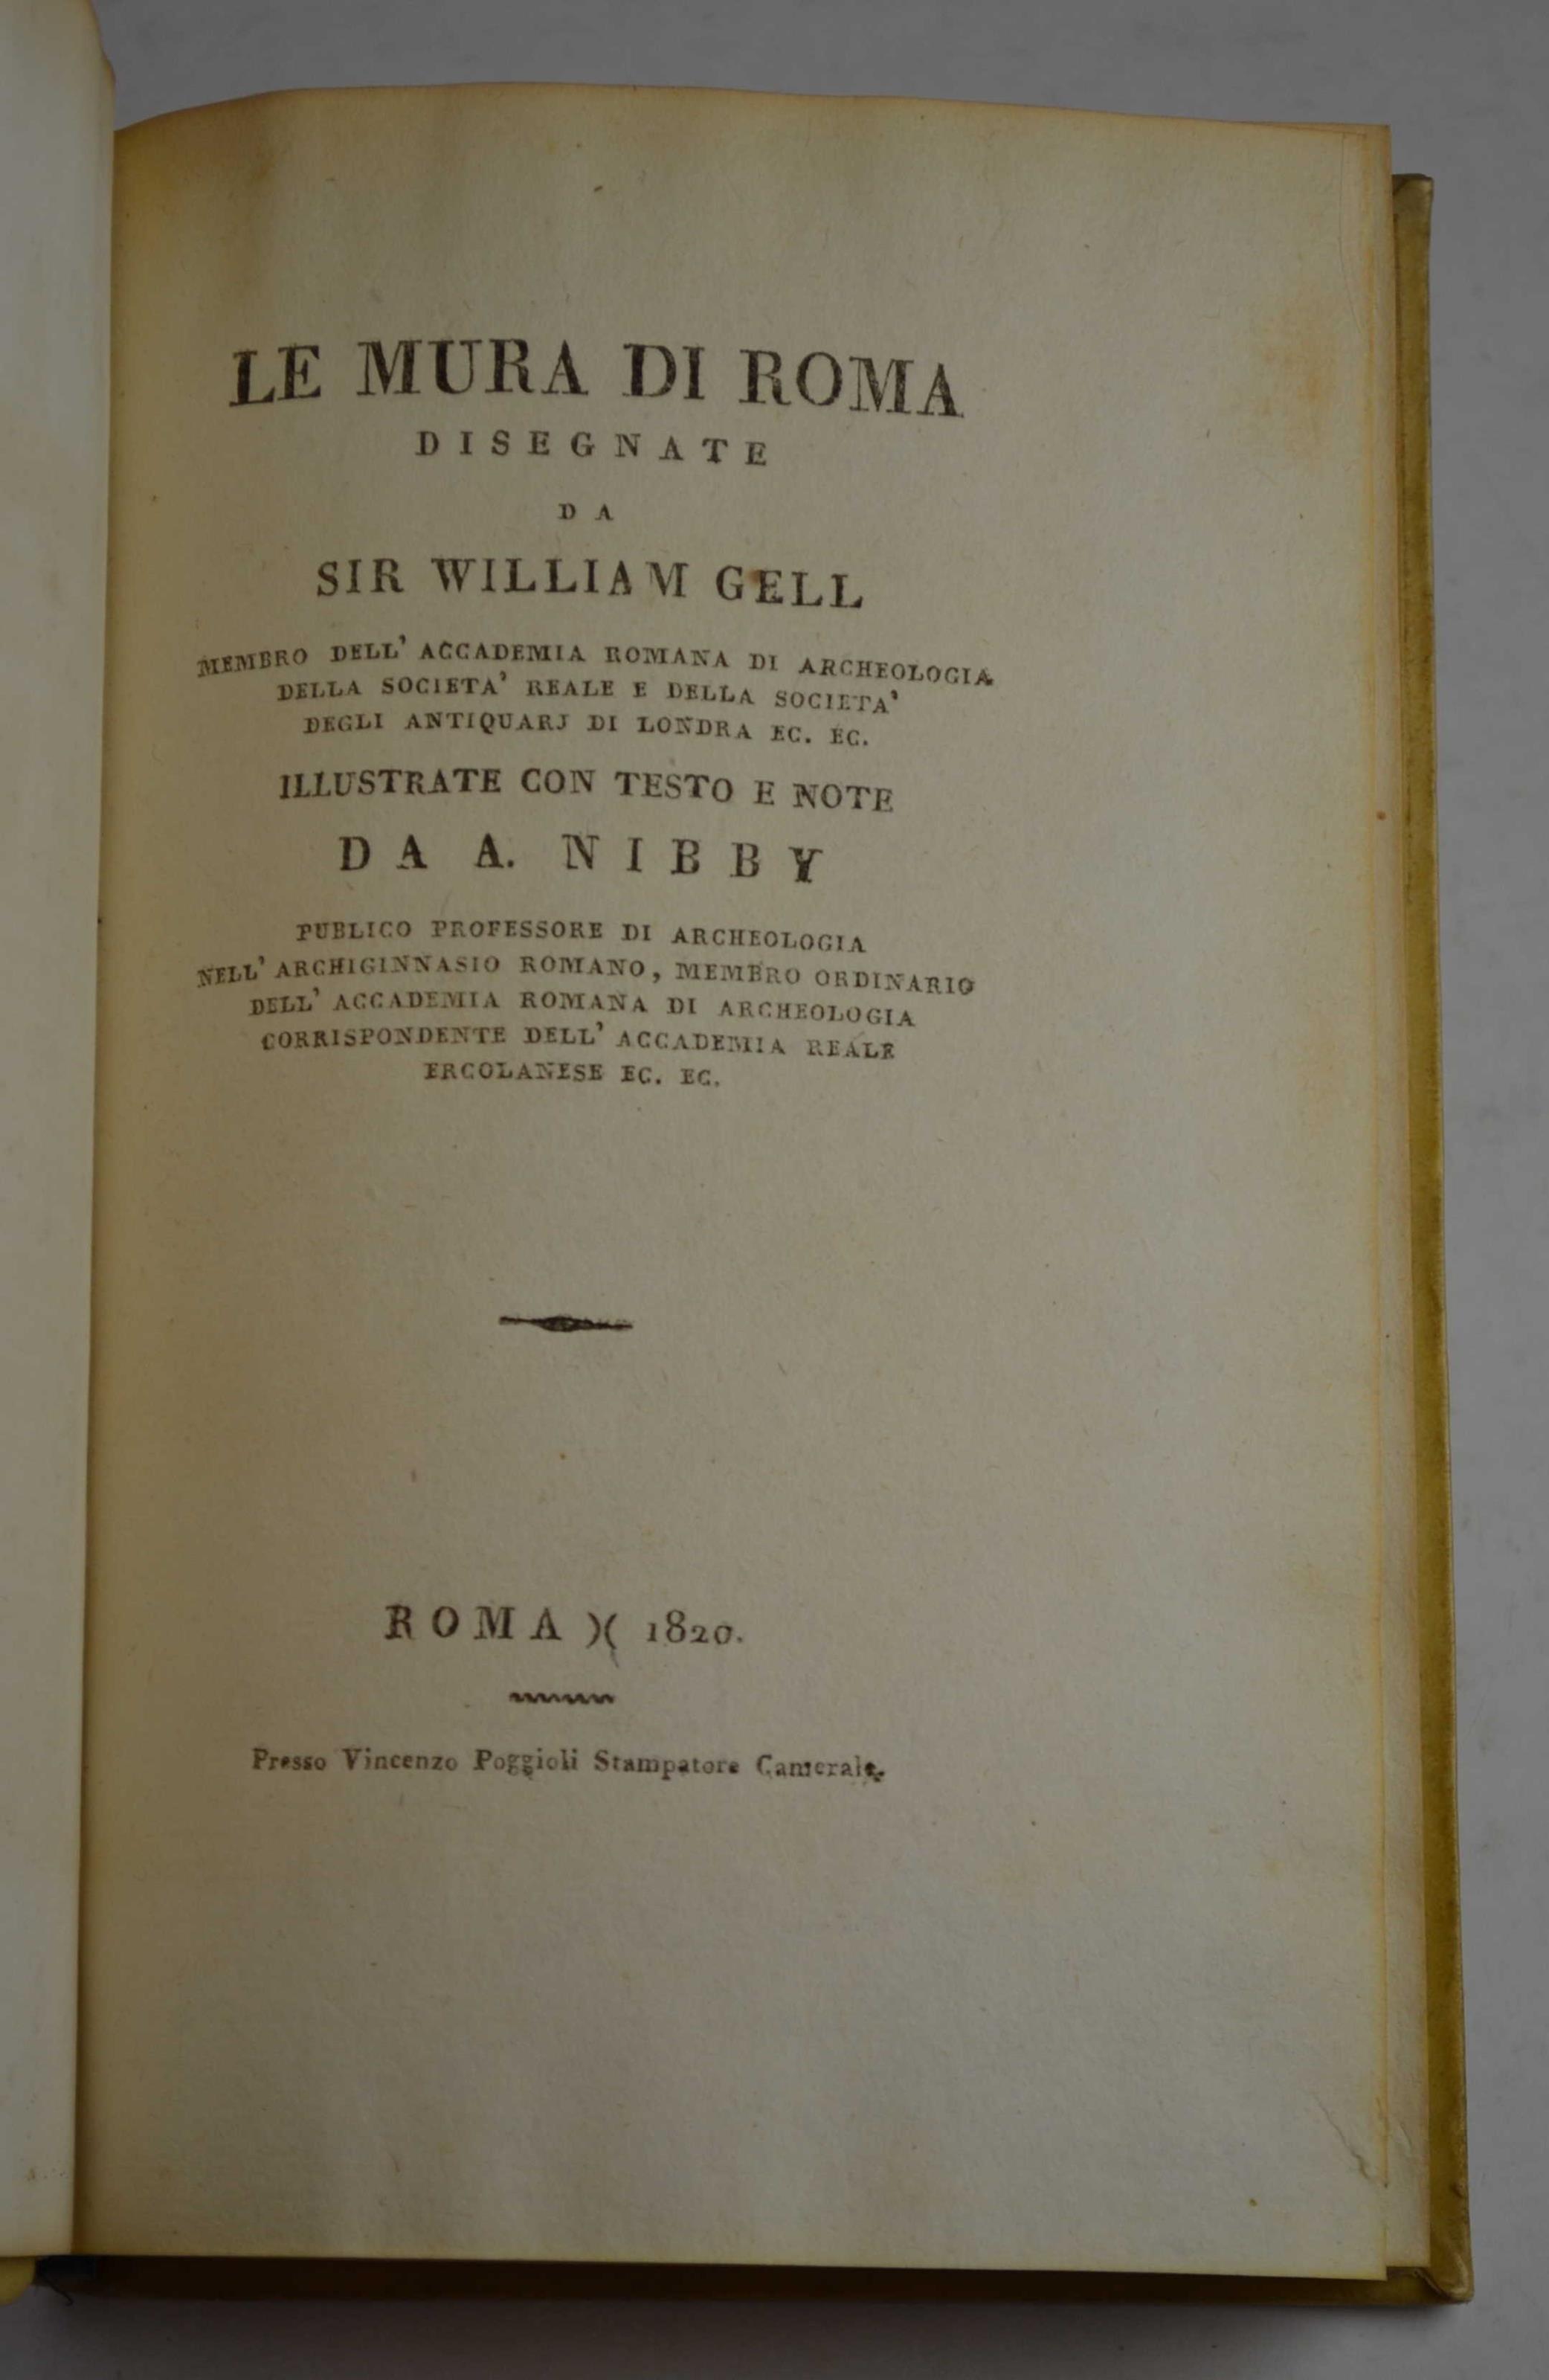 LE MURA DI ROMA
DISEGNATE
DA
SIR WILLIAM GELL
MEMBRO DELL' ACCADEMIA ROMANA DI ARCHEOLOGIA
DELLA SOCIETA' REALE E DELLA SOCIETA'
DEGLI ANTIQUARJ DI LONDRA EC. EC.
ILLUSTRATE CON TESTO E NOTE
DA A. NIBBY
PUBLICO PROFESSORE DI ARCHEOLOGIA
NELL' ARCHIGINNASIO ROMANO, MEMBRO ORDINARIO
DELL' ACCADEMIA ROMANA DI ARCHEOLOGIA
CORRISPONDENTE DELL' ACCADEMIA REALE
ERCOLANESE EC. EC.
ROMA )( 1820.
Presso Vincenzo Poggioli Stampatore Camerale.